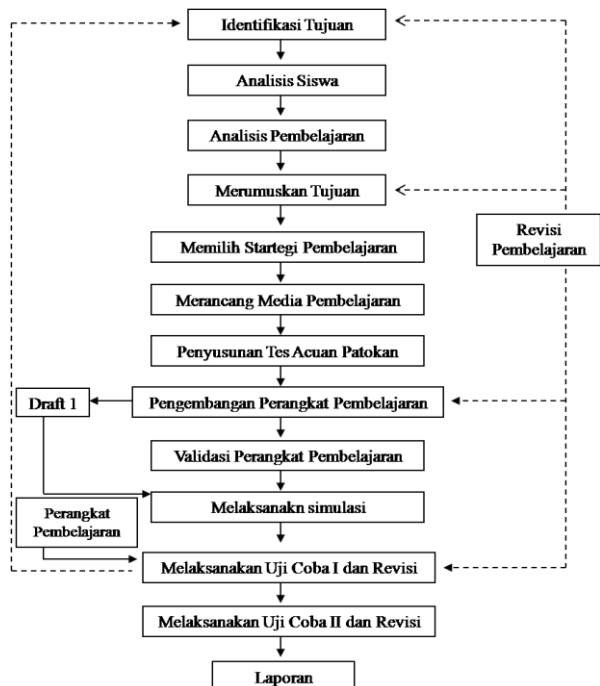 Identifikasi Tujuan
Analisis Siswa
Analisis Pembelajaran
Merumuskan Tujuan
Revisi
Pembelajaran
Memilih Startegi Pembelajaran
Merancang Media Pembelajaran
Penyusunan Tes Acuan Patokan
Draft 1
Pengembangan Perangkat Pembelajaran
Validasi Perangkat Pembelajaran
Melaksanakn simulasi
Perangkat
Pembelajaran
Melaksanakan Uji Coba I dan Revisi
Melaksanakan Uji Coba II dan Revisi
Laporan